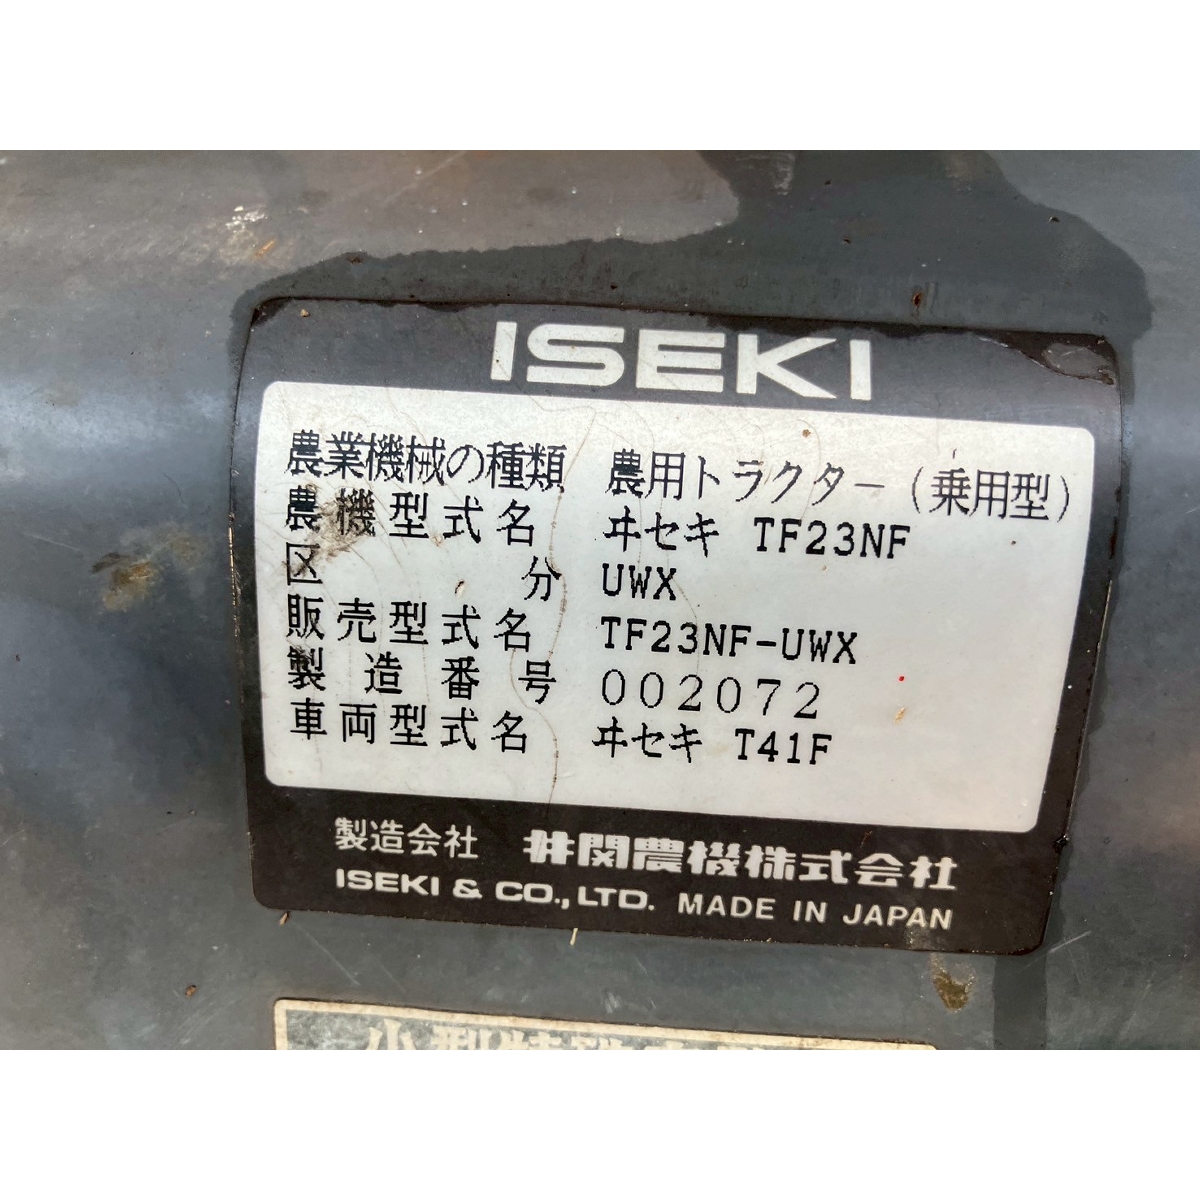 ISEKI
農業機械の種類 農用トラクター(乗用型)
農機型式名 ヰセキ TF23NF
区分 UWX
販売型式名 TF23NF-UWX
製造番号 002072
車両型式名 ヰセキ T41F
製造会社 井関農機株式会社
ISEKI & CO., LTD. MADE IN JAPAN